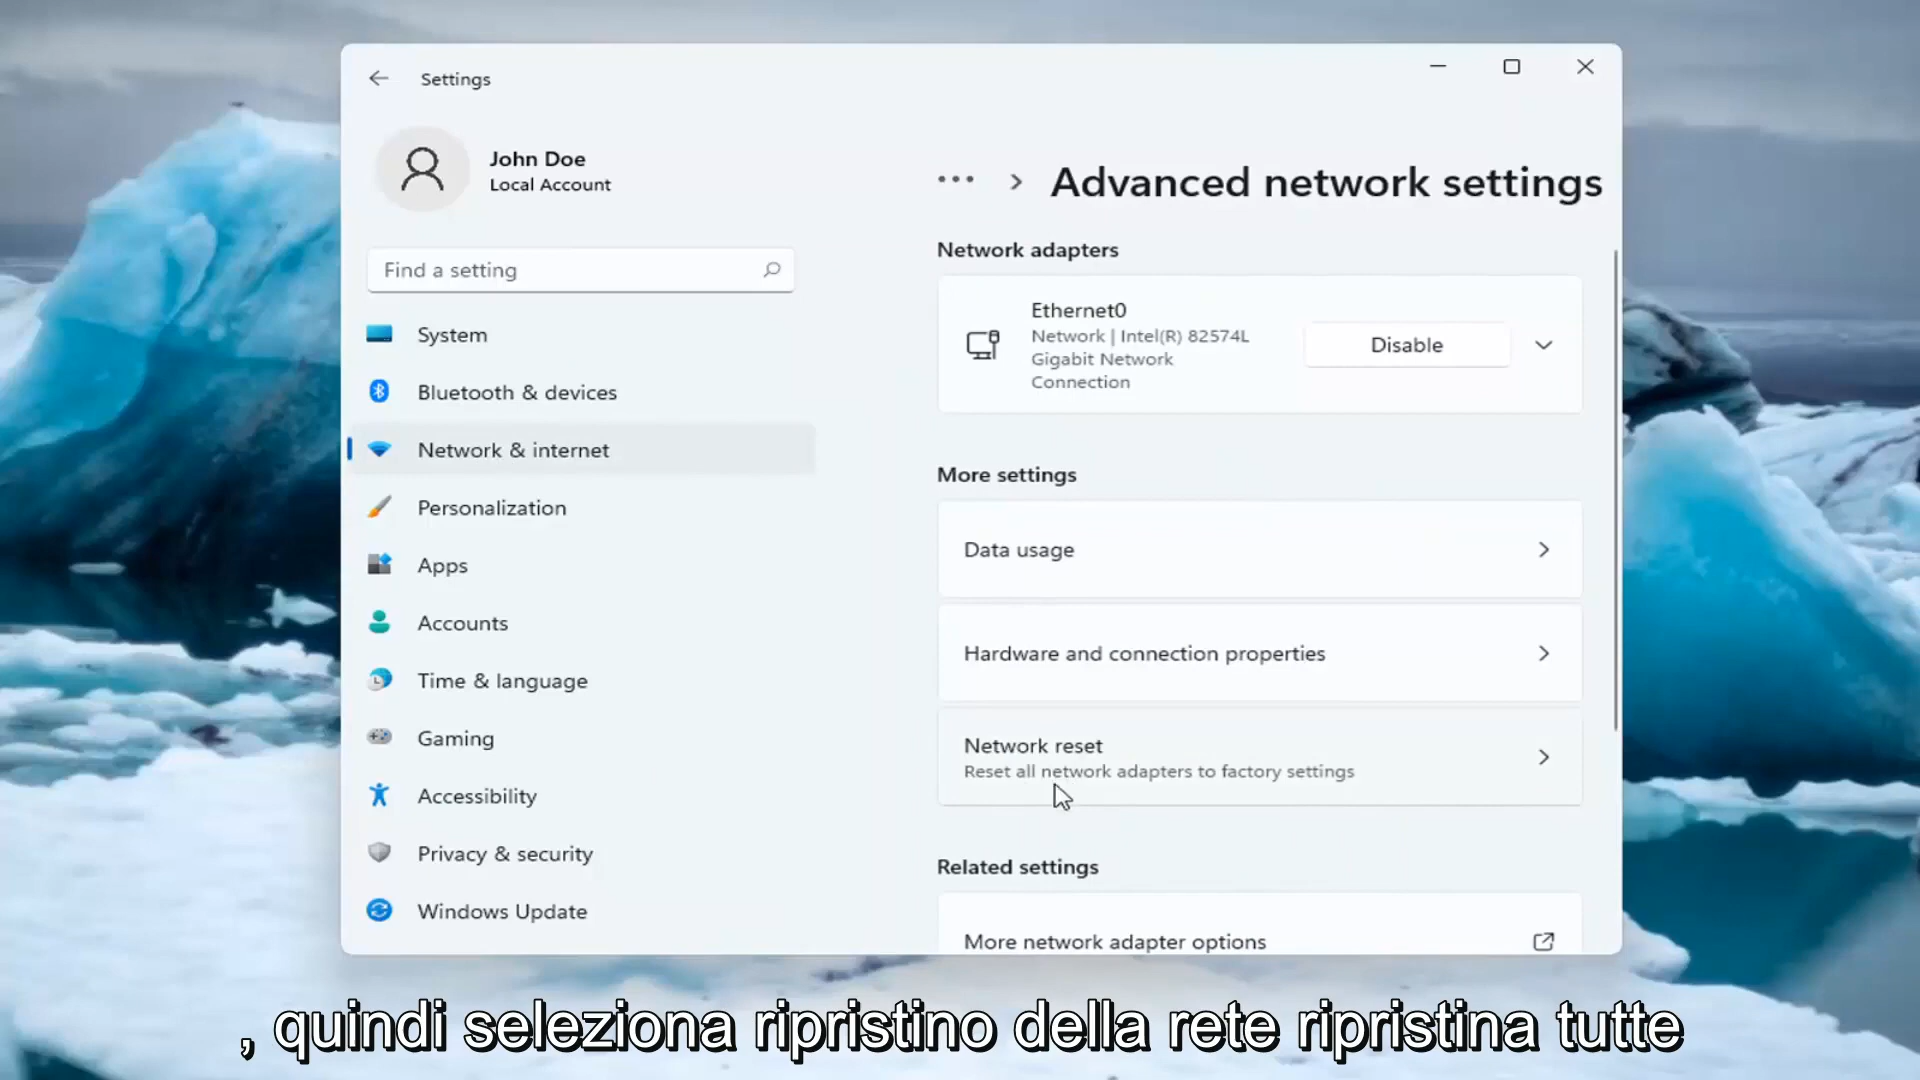 Settings
John Doe
Local Account
Find a setting
System
Bluetooth & devices
Network & internet
Personalization
Apps
Accounts
Time & language
Gaming
Accessibility
Privacy & security
Windows Update
Advanced network settings
Network adapters
Ethernet0
Network | Intel(R) 82574L
Gigabit Network
Connection
Disable
More settings
Data usage
Hardware and connection properties
Network reset
Reset all network adapters to factory settings
Related settings
More network adapter options
, quindi seleziona ripristino della rete ripristina tutte